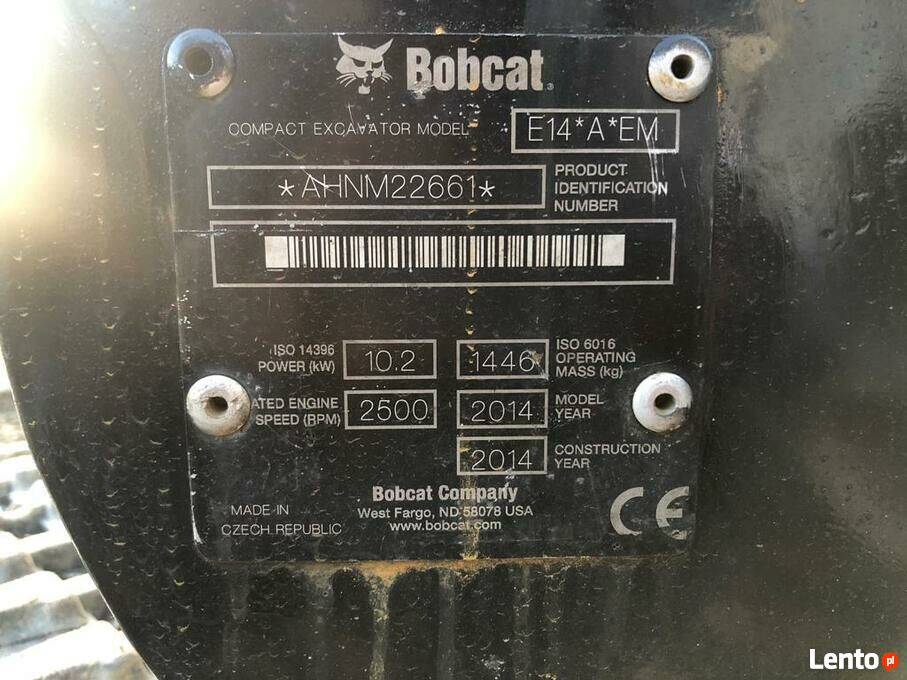 Bobcat®
COMPACT EXCAVATOR MODEL E14*A*EM
*AHNM22661* PRODUCT
IDENTIFICATION
NUMBER
ISO 14396
POWER (kW) 10.2 1446 ISO 6016
OPERATING
MASS (kg)
ATED ENGINE
SPEED (BPM) 2500 2014 MODEL
YEAR
2014 CONSTRUCTION
YEAR
Bobcat Company
West Fargo, ND 58078 USA
www.bobcat.com
MADE IN
CZECH REPUBLIC
CE
Lento pl